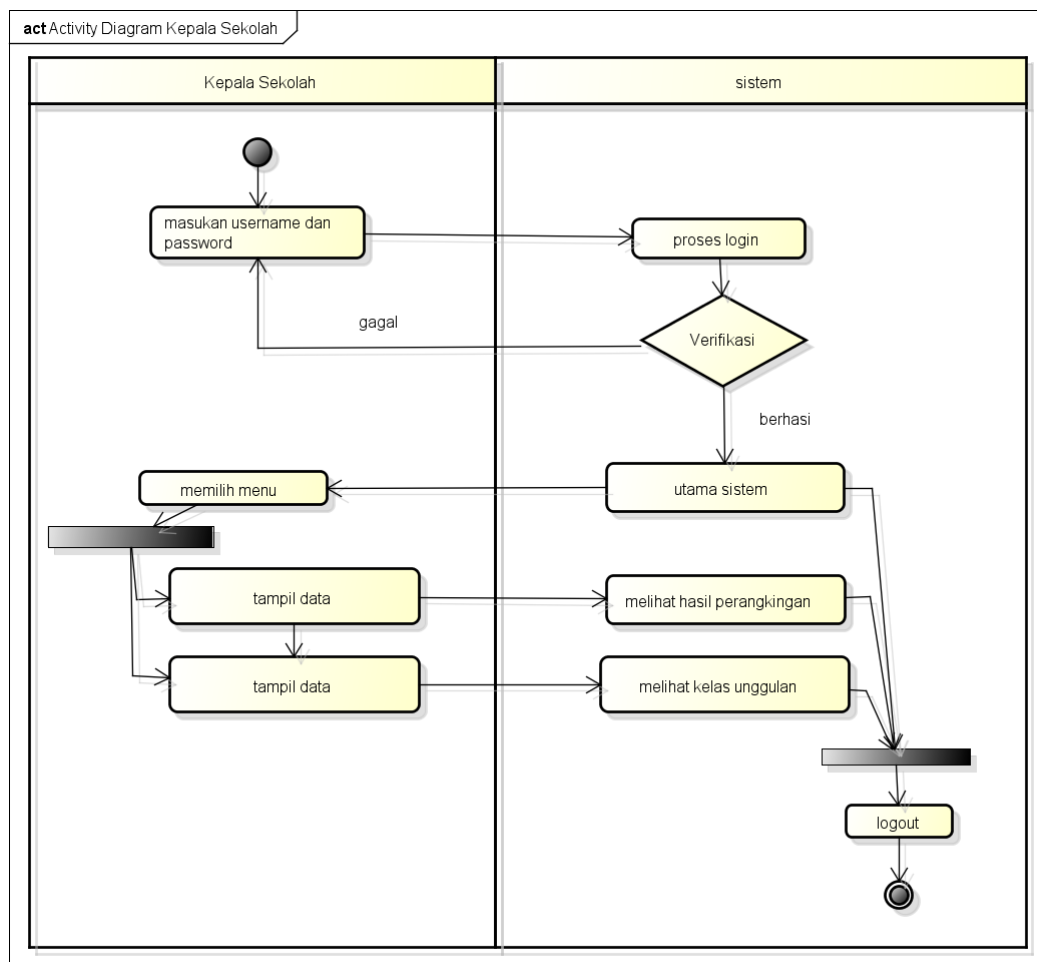 act Activity Diagram Kepala Sekolah
Kepala Sekolah
sistem
masukan username dan
password
proses login
gagal
Verifikasi
berhasi
memilih menu
utama sistem
tampil data
melihat hasil perangkingan
tampil data
melihat kelas unggulan
logout